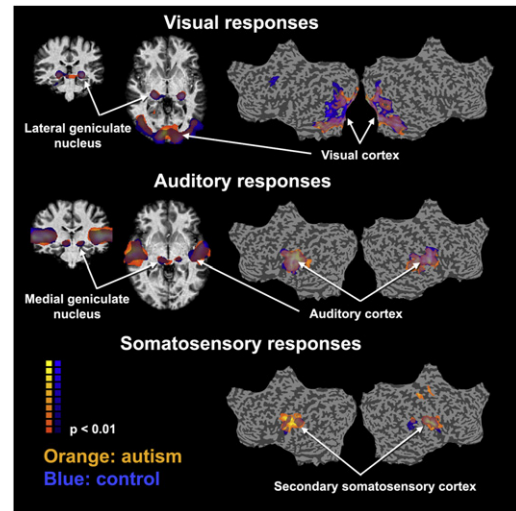 Visual responses
Lateral geniculate
nucleus
Visual cortex
Auditory responses
Medial geniculate
nucleus
Auditory cortex
Somatosensory responses
p < 0.01
Orange: autism
Blue: control
Secondary somatosensory cortex